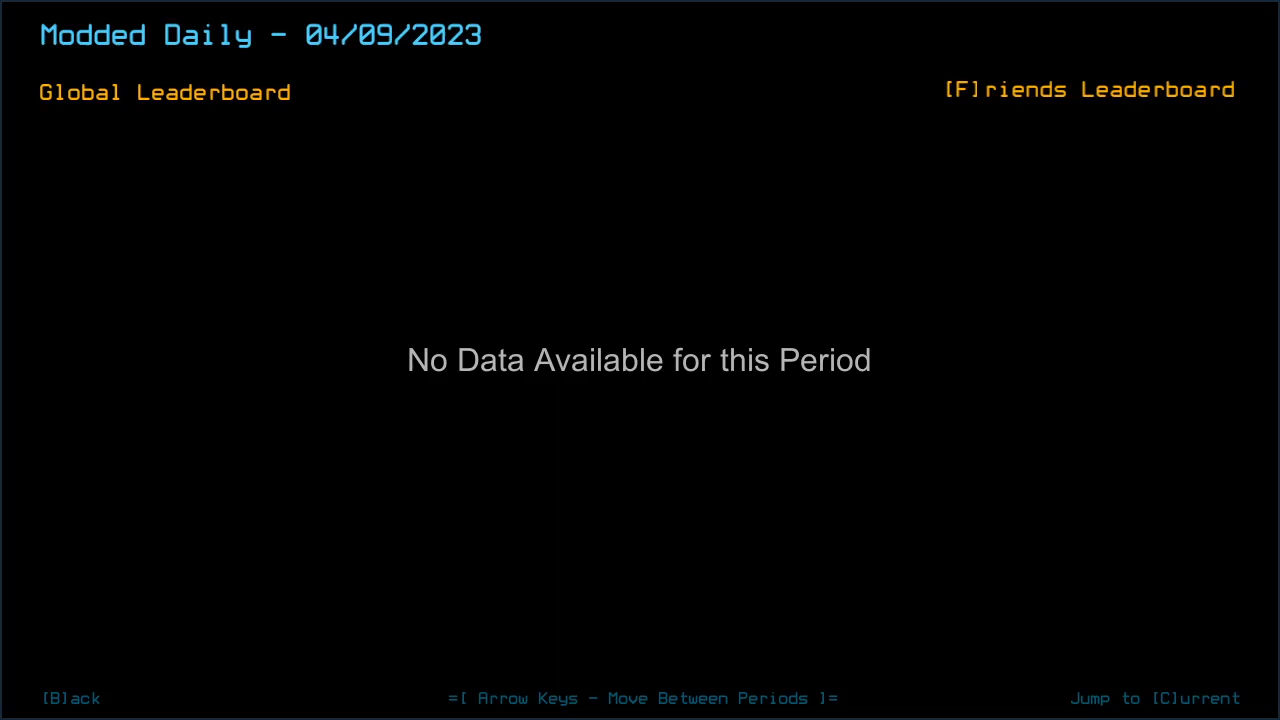 Modded Daily - 04/09/2023
Global Leaderboard
[F]riends Leaderboard
No Data Available for this Period
[B]ack
=[ Arrow Keys - Move Between Periods ]=
Jump to [C]urrent